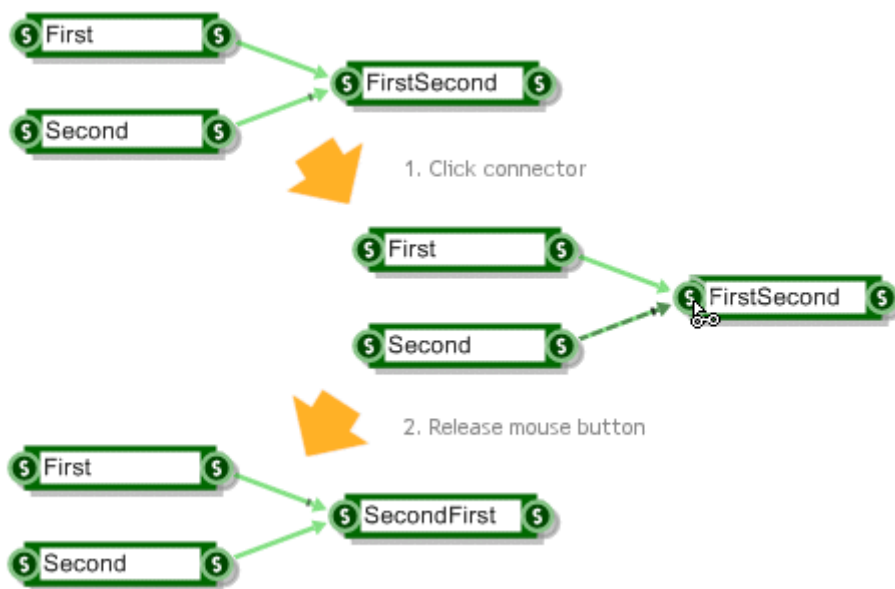 First
FirstSecond
Second
1. Click connector
First
FirstSecond
Second
2. Release mouse button
First
SecondFirst
Second